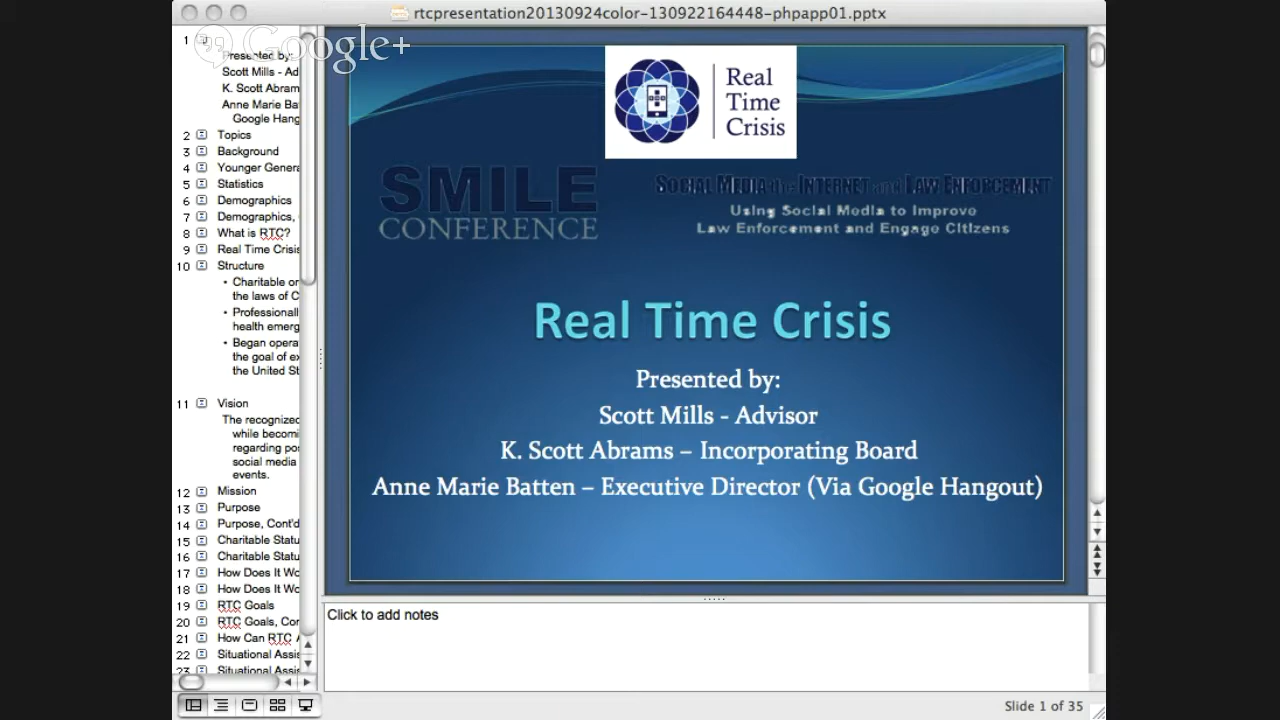 rtcpresentation20130924color-130922164448-phpapp01.pptx
Google+
1
Presented by:
Scott Mills - Ad
K. Scott Abram
Anne Marie Ba
Google Hang
2 Topics
3 Background
4 Younger Genera
5 Statistics
6 Demographics
7 Demographics,
8 What is RTC?
9 Real Time Crisis
10 Structure
• Charitable or
the laws of C
• Professionall
health emerg
• Began opera
the goal of ex
the United St
11 Vision
The recognized
while becomi
regarding pos
social media
events.
12 Mission
13 Purpose
14 Purpose, Cont'd
15 Charitable Statu
16 Charitable Statu
17 How Does It Wo
18 How Does It Wo
19 RTC Goals
20 RTC Goals, Con
21 How Can RTC A
22 Situational Assis
23 Situational Assis
Real
Time
Crisis
SMILE
CONFERENCE
Social Media the Internet and Law Enforcement
Using Social Media to Improve
Law Enforcement and Engage Citizens
Real Time Crisis
Presented by:
Scott Mills - Advisor
K. Scott Abrams – Incorporating Board
Anne Marie Batten – Executive Director (Via Google Hangout)
Click to add notes
Slide 1 of 35